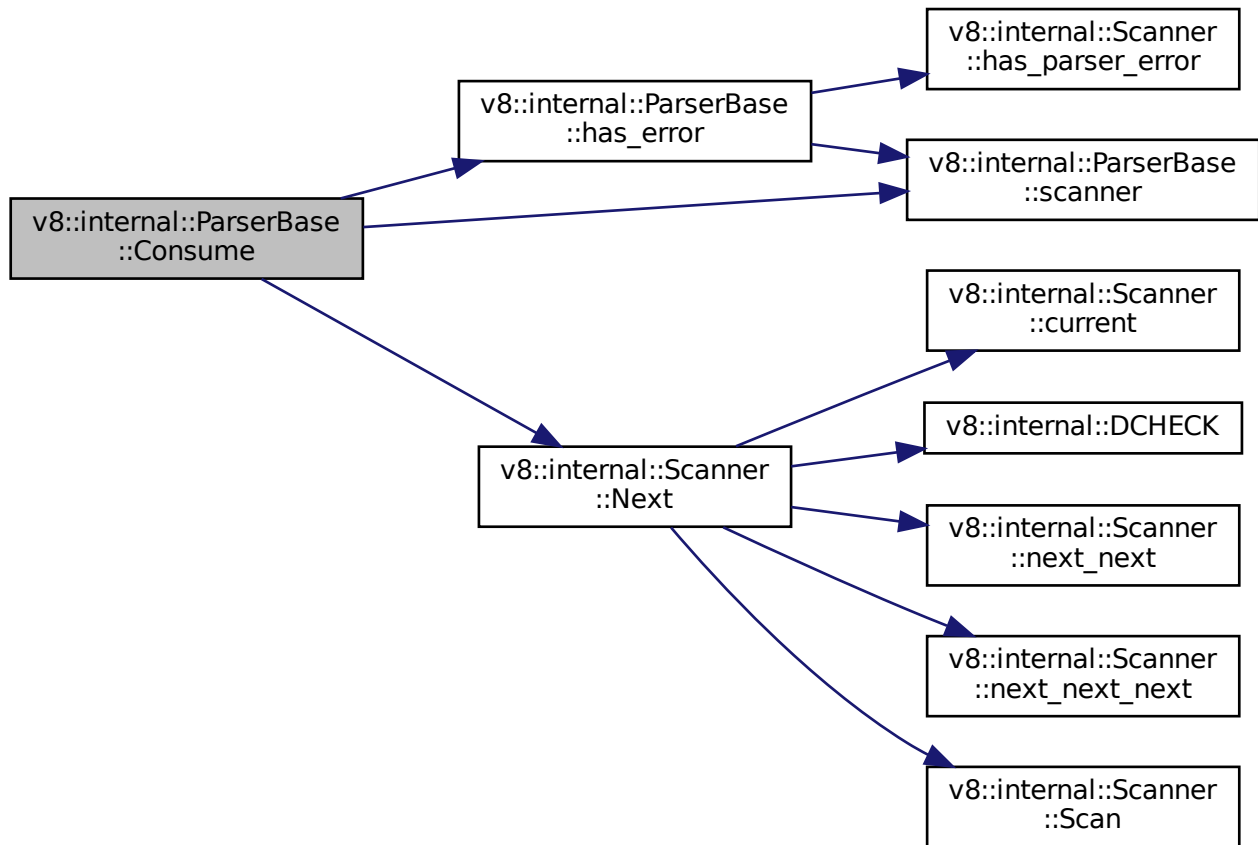 v8::internal::Scanner
::has_parser_error
v8::internal::ParserBase
::has_error
v8::internal::ParserBase
::scanner
v8::internal::ParserBase
::Consume
v8::internal::Scanner
::current
v8::internal::DCHECK
v8::internal::Scanner
::Next
v8::internal::Scanner
::next_next
v8::internal::Scanner
::next_next_next
v8::internal::Scanner
::Scan